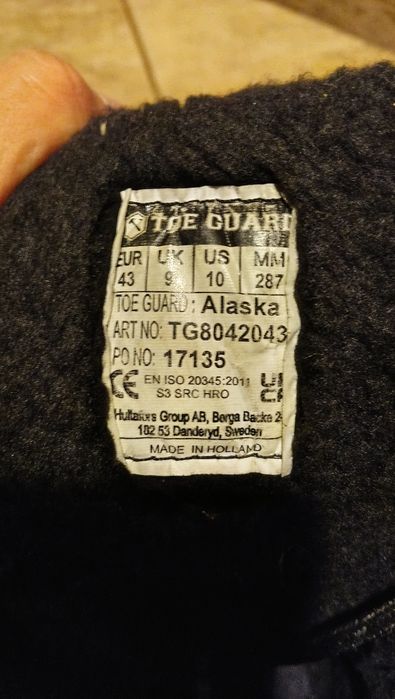 TOE GUARD
EUR UK US MM
43 9 10 287
TOE GUARD: Alaska
ART NO: TG8042043
PO NO: 17135
CE EN ISO 20345:2011 UK
S3 SRC HRO CA
Hultafors Group AB, Berga Backe 2
182 53 Danderyd, Sweden
MADE IN HOLLAND